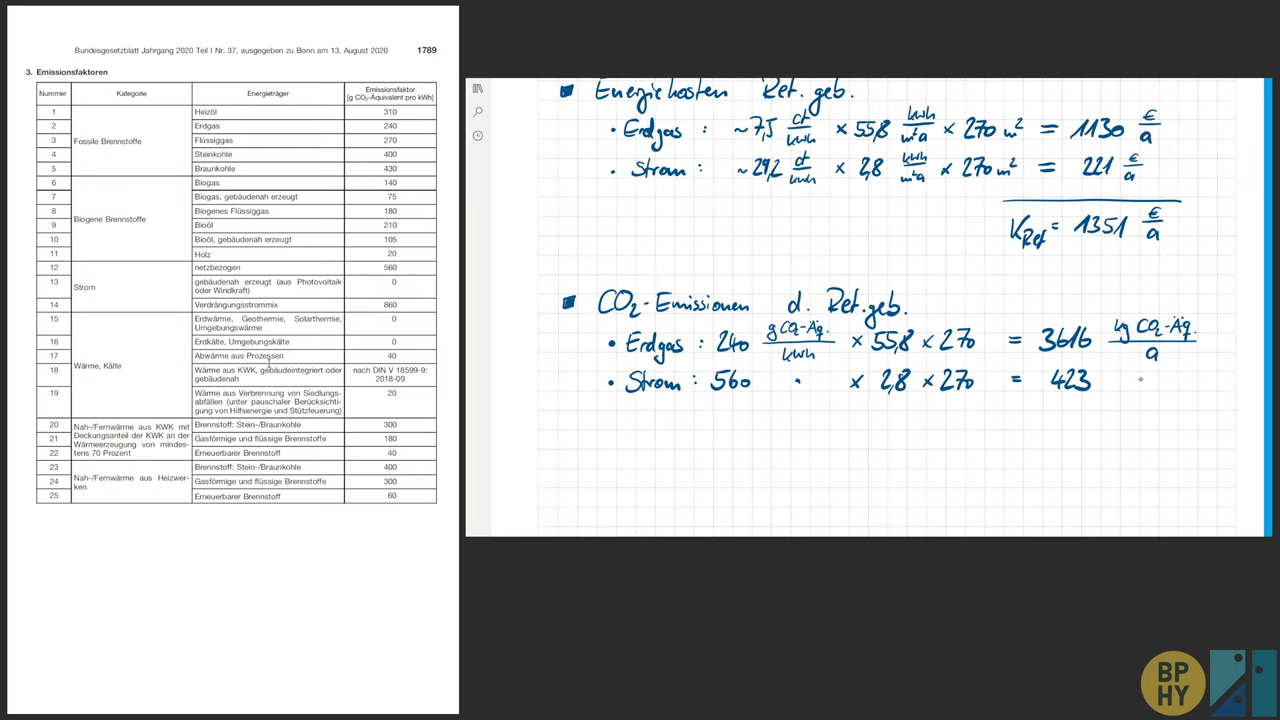 Bundesgesetzblatt Jahrgang 2020 Teil I Nr. 37, ausgegeben zu Bonn am 13. August 2020 1789
3. Emissionsfaktoren
Nummer Kategorie Energieträger Emissionsfaktor [g CO2-Äquivalent pro kWh]
1 Fossile Brennstoffe Heizöl 310
2 Erdgas 240
3 Flüssiggas 270
4 Steinkohle 400
5 Braunkohle 430
6 Biogene Brennstoffe Biogas 140
7 Biogas, gebäudenah erzeugt 75
8 Biogenes Flüssiggas 180
9 Bioöl 210
10 Bioöl, gebäudenah erzeugt 105
11 Holz 20
12 Strom netzbezogen 560
13 gebäudenah erzeugt (aus Photovoltaik oder Windkraft) 0
14 Verdrängungsstrommix 860
15 Wärme, Kälte Erdwärme, Geothermie, Solarthermie, Umgebungswärme 0
16 Erdkälte, Umgebungskälte 0
17 Abwärme aus Prozessen 40
18 Wärme aus KWK, gebäudeintegriert oder gebäudenah nach DIN V 18599-9: 2018-09
19 Wärme aus Verbrennung von Siedlungsabfällen (unter pauschaler Berücksichtigung von Hilfsenergie und Stützfeuerung) 20
20 Nah-/Fernwärme aus KWK mit Deckungsanteil der KWK an der Wärmeerzeugung von mindestens 70 Prozent Brennstoff: Stein-/Braunkohle 300
21 Gasförmige und flüssige Brennstoffe 180
22 Erneuerbarer Brennstoff 40
23 Nah-/Fernwärme aus Heizwerken Brennstoff: Stein-/Braunkohle 400
24 Gasförmige und flüssige Brennstoffe 300
25 Erneuerbarer Brennstoff 60
Energiekosten Ref.geb.
• Erdgas : ~7,5 ct/kWh × 55,8 kWh/m²a × 270 m² = 1130 €/a
• Strom : ~29,2 ct/kWh × 2,8 kWh/m²a × 270 m² = 221 €/a
K_Ref = 1351 €/a
CO2-Emissionen d. Ref.geb.
• Erdgas : 240 g CO2-Äq./kWh × 55,8 × 270 = 3616 kg CO2-Äq./a
• Strom : 560 " × 2,8 × 270 = 423
BP
HY